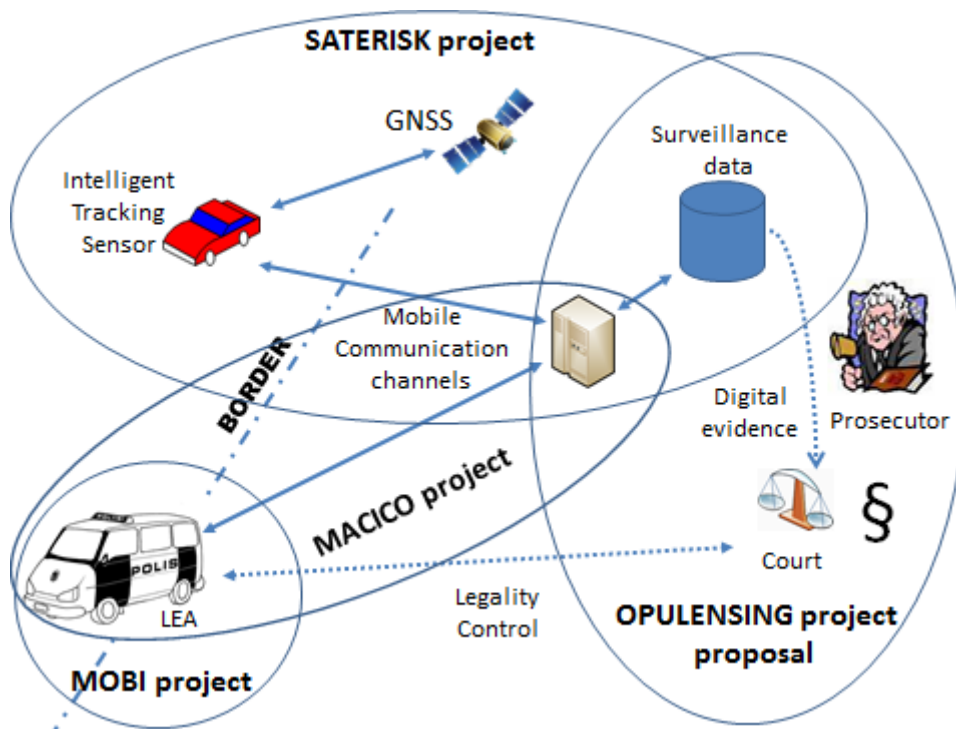 SATERISK project
GNSS
Surveillance
data
Intelligent
Tracking
Sensor
Mobile
Communication
channels
BORDER
Digital
evidence
Prosecutor
MACICO project
§
POLIS
Court
LEA
Legality
Control
OPULENSING project
proposal
MOBI project